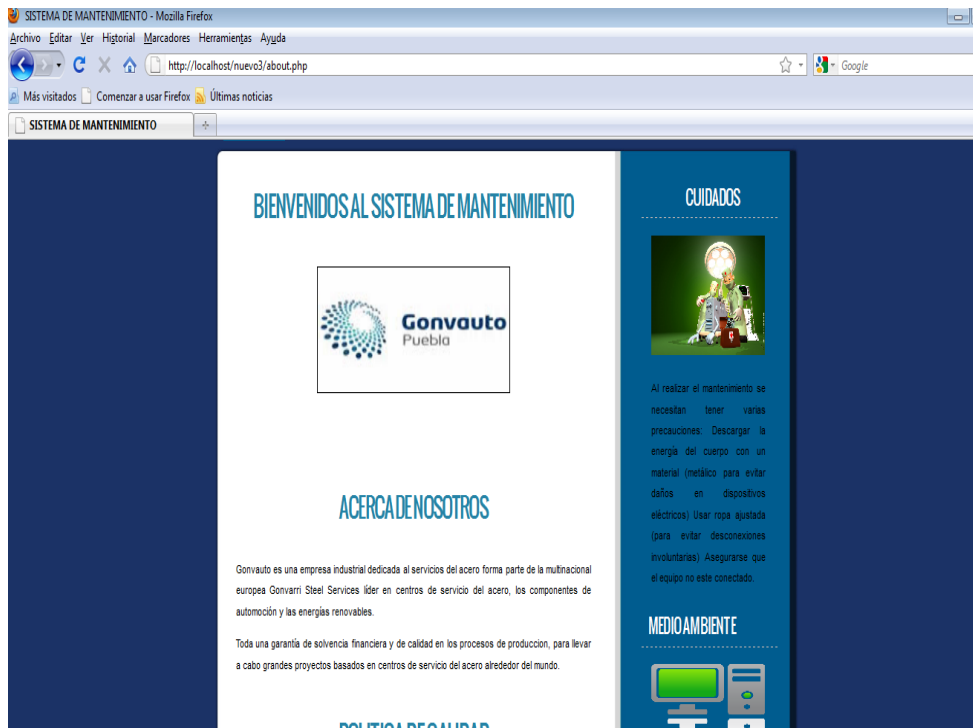 SISTEMA DE MANTENIMIENTO - Mozilla Firefox
Archivo Editar Ver Historial Marcadores Herramientas Ayuda
http://localhost/nuevo3/about.php
Google
Más visitados Comenzar a usar Firefox Últimas noticias
SISTEMA DE MANTENIMIENTO
BIENVENIDOS AL SISTEMA DE MANTENIMIENTO
Gonvauto
Puebla
ACERCA DE NOSOTROS
Gonvauto es una empresa industrial dedicada al servicios del acero forma parte de la multinacional
europea Gonvarri Steel Services líder en centros de servicio del acero, los componentes de
automoción y las energías renovables.
Toda una garantía de solvencia financiera y de calidad en los procesos de produccion, para llevar
a cabo grandes proyectos basados en centros de servicio del acero alrededor del mundo.
POLITICA DE CALIDAD
CUIDADOS
Al realizar el mantenimiento se
necesitan tener varias
precauciones: Descargar la
energía del cuerpo con un
material (metálico para evitar
daños en dispositivos
eléctricos) Usar ropa ajustada
(para evitar desconexiones
involuntarias) Asegurarse que
el equipo no este conectado.
MEDIO AMBIENTE